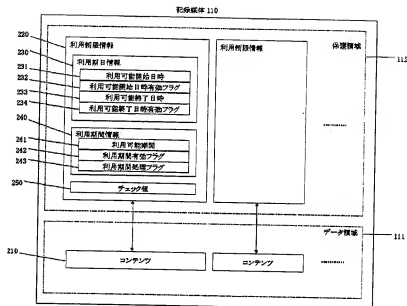 記録媒体 110
220
230
231
232
233
234
240
241
242
243
250
210
利用制限情報
利用期日情報
利用可能開始日時
利用可能開始日時有効フラグ
利用可能終了日時
利用可能終了日時有効フラグ
利用期間情報
利用可能期間
利用期間有効フラグ
利用期間処理フラグ
チェック値
利用制限情報
保護領域
112
データ領域
111
コンテンツ
コンテンツ